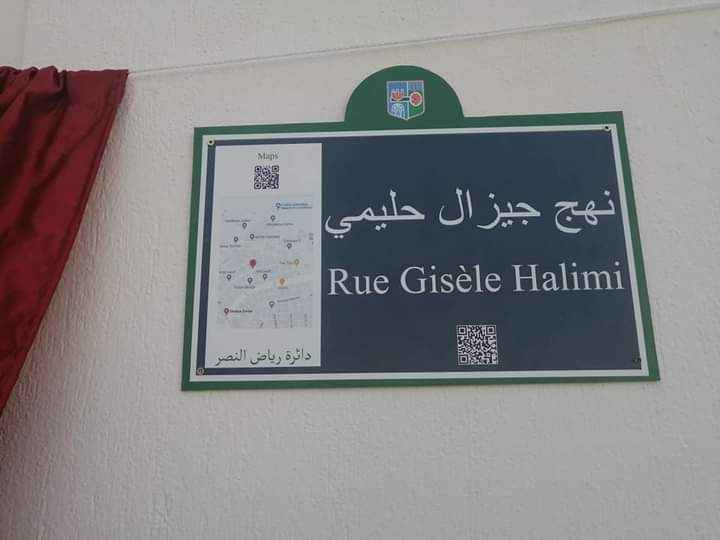 Maps
نهج جيزال حليمي
Rue Gisèle Halimi
دائرة رياض النصر